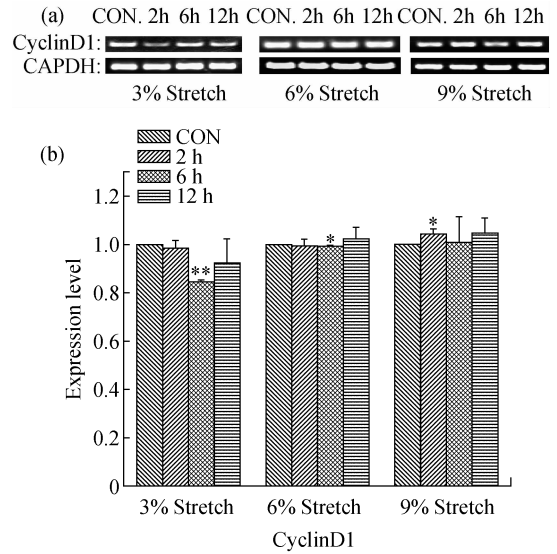 (a) CON. 2h 6h 12h CON. 2h 6h 12h CON. 2h 6h 12h
CyclinD1:
CAPDH:
3% Stretch 6% Stretch 9% Stretch
(b)
CON
2 h
6 h
12 h
Expression level
1.2
1.0
0.8
0.6
0.4
0.2
0
**
*
*
3% Stretch 6% Stretch 9% Stretch
CyclinD1